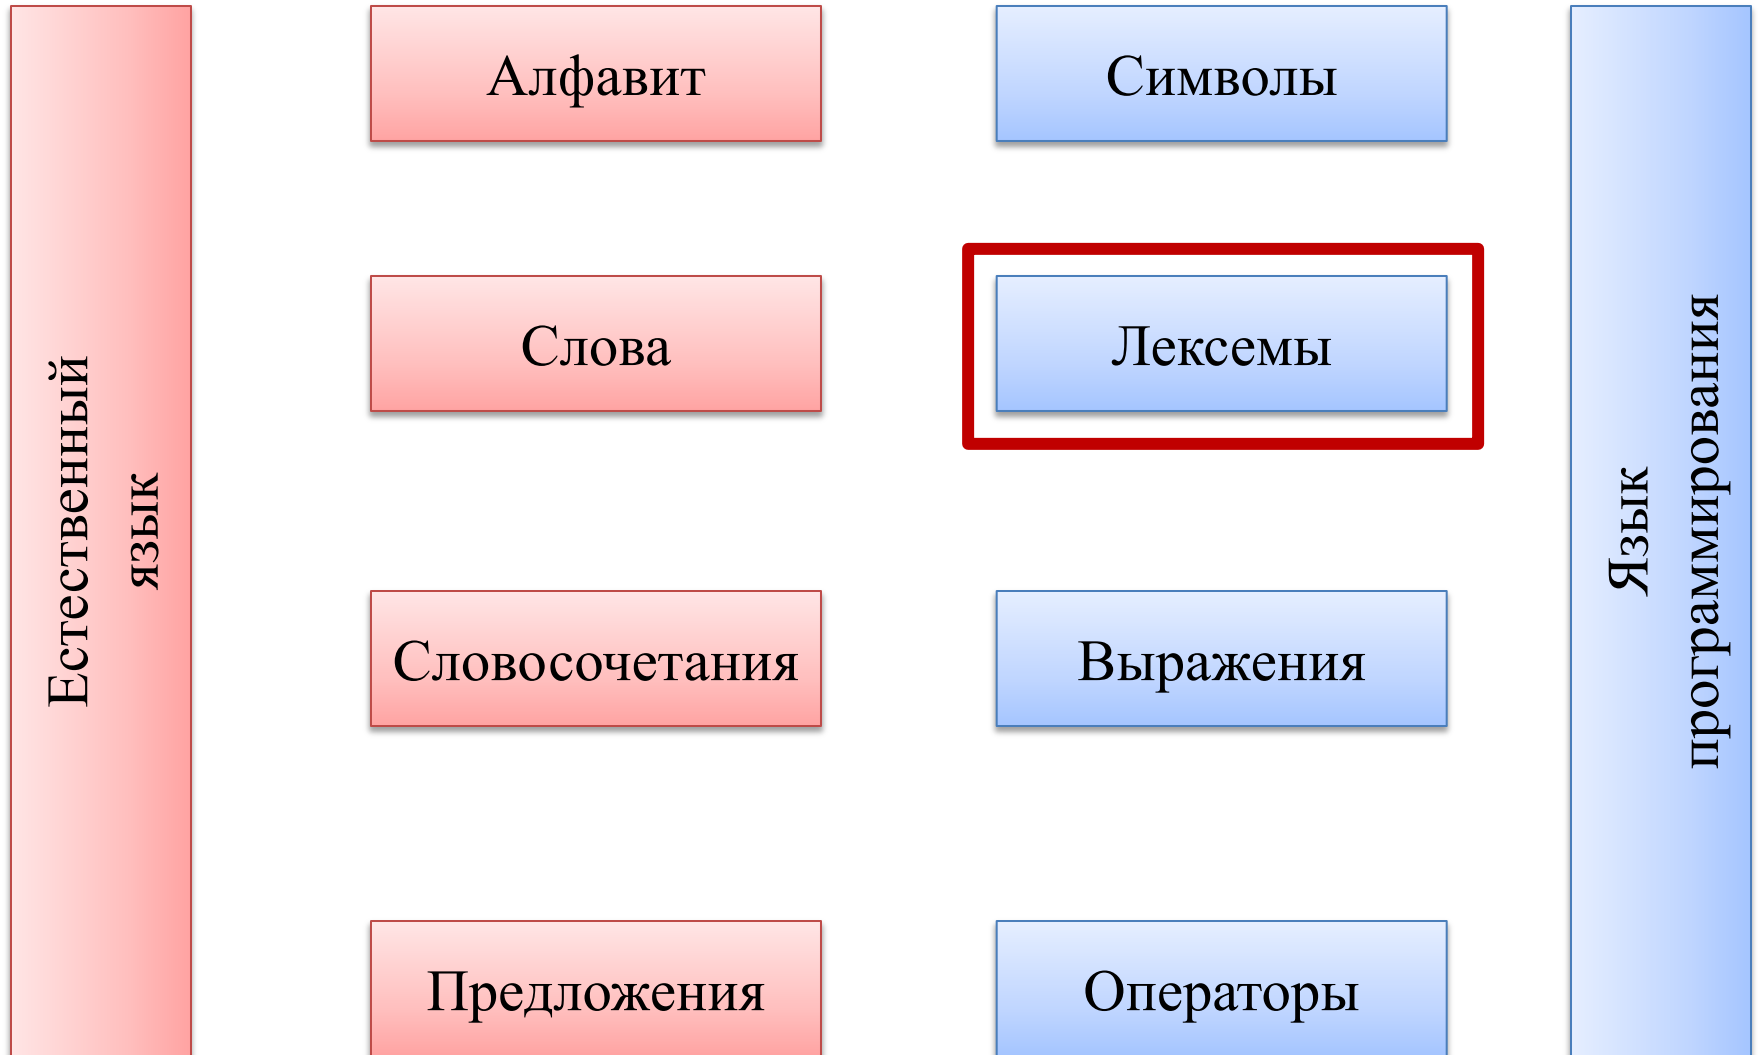 Естественный
язык
Алфавит
Символы
Слова
Лексемы
Словосочетания
Выражения
Предложения
Операторы
Язык
программирования